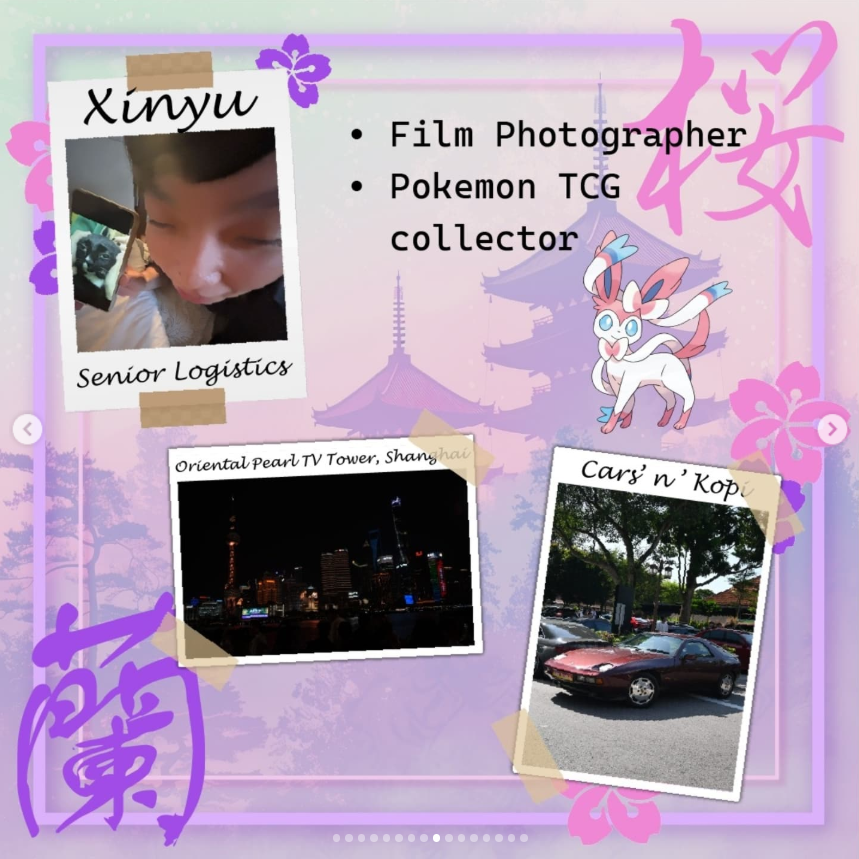 Xinyu
Senior Logistics
• Film Photographer
• Pokemon TCG
collector
桜
Oriental Pearl TV Tower, Shanghai
Cars' n' Kopi
蘭